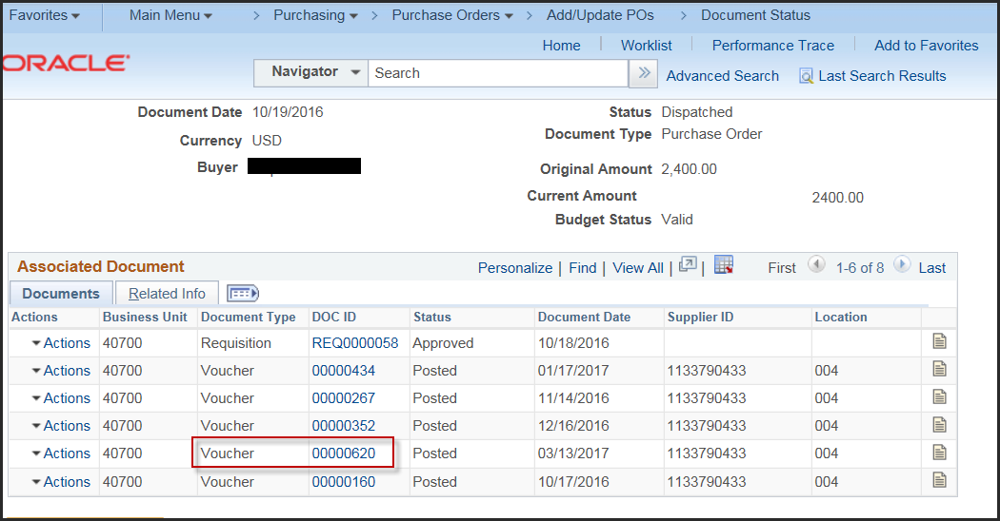 Favorites Main Menu > Purchasing > Purchase Orders > Add/Update POs > Document Status
Home Worklist Performance Trace Add to Favorites
ORACLE
Navigator Search Advanced Search Last Search Results
Document Date 10/19/2016 Status Dispatched
Document Type Purchase Order
Currency USD
Buyer
Original Amount 2,400.00
Current Amount 2400.00
Budget Status Valid
Associated Document Personalize | Find | View All | | First 1-6 of 8 Last
Documents Related Info
Actions Business Unit Document Type DOC ID Status Document Date Supplier ID Location
Actions 40700 Requisition REQ0000058 Approved 10/18/2016
Actions 40700 Voucher 00000434 Posted 01/17/2017 1133790433 004
Actions 40700 Voucher 00000267 Posted 11/14/2016 1133790433 004
Actions 40700 Voucher 00000352 Posted 12/16/2016 1133790433 004
Actions 40700 Voucher 00000620 Posted 03/13/2017 1133790433 004
Actions 40700 Voucher 00000160 Posted 10/17/2016 1133790433 004